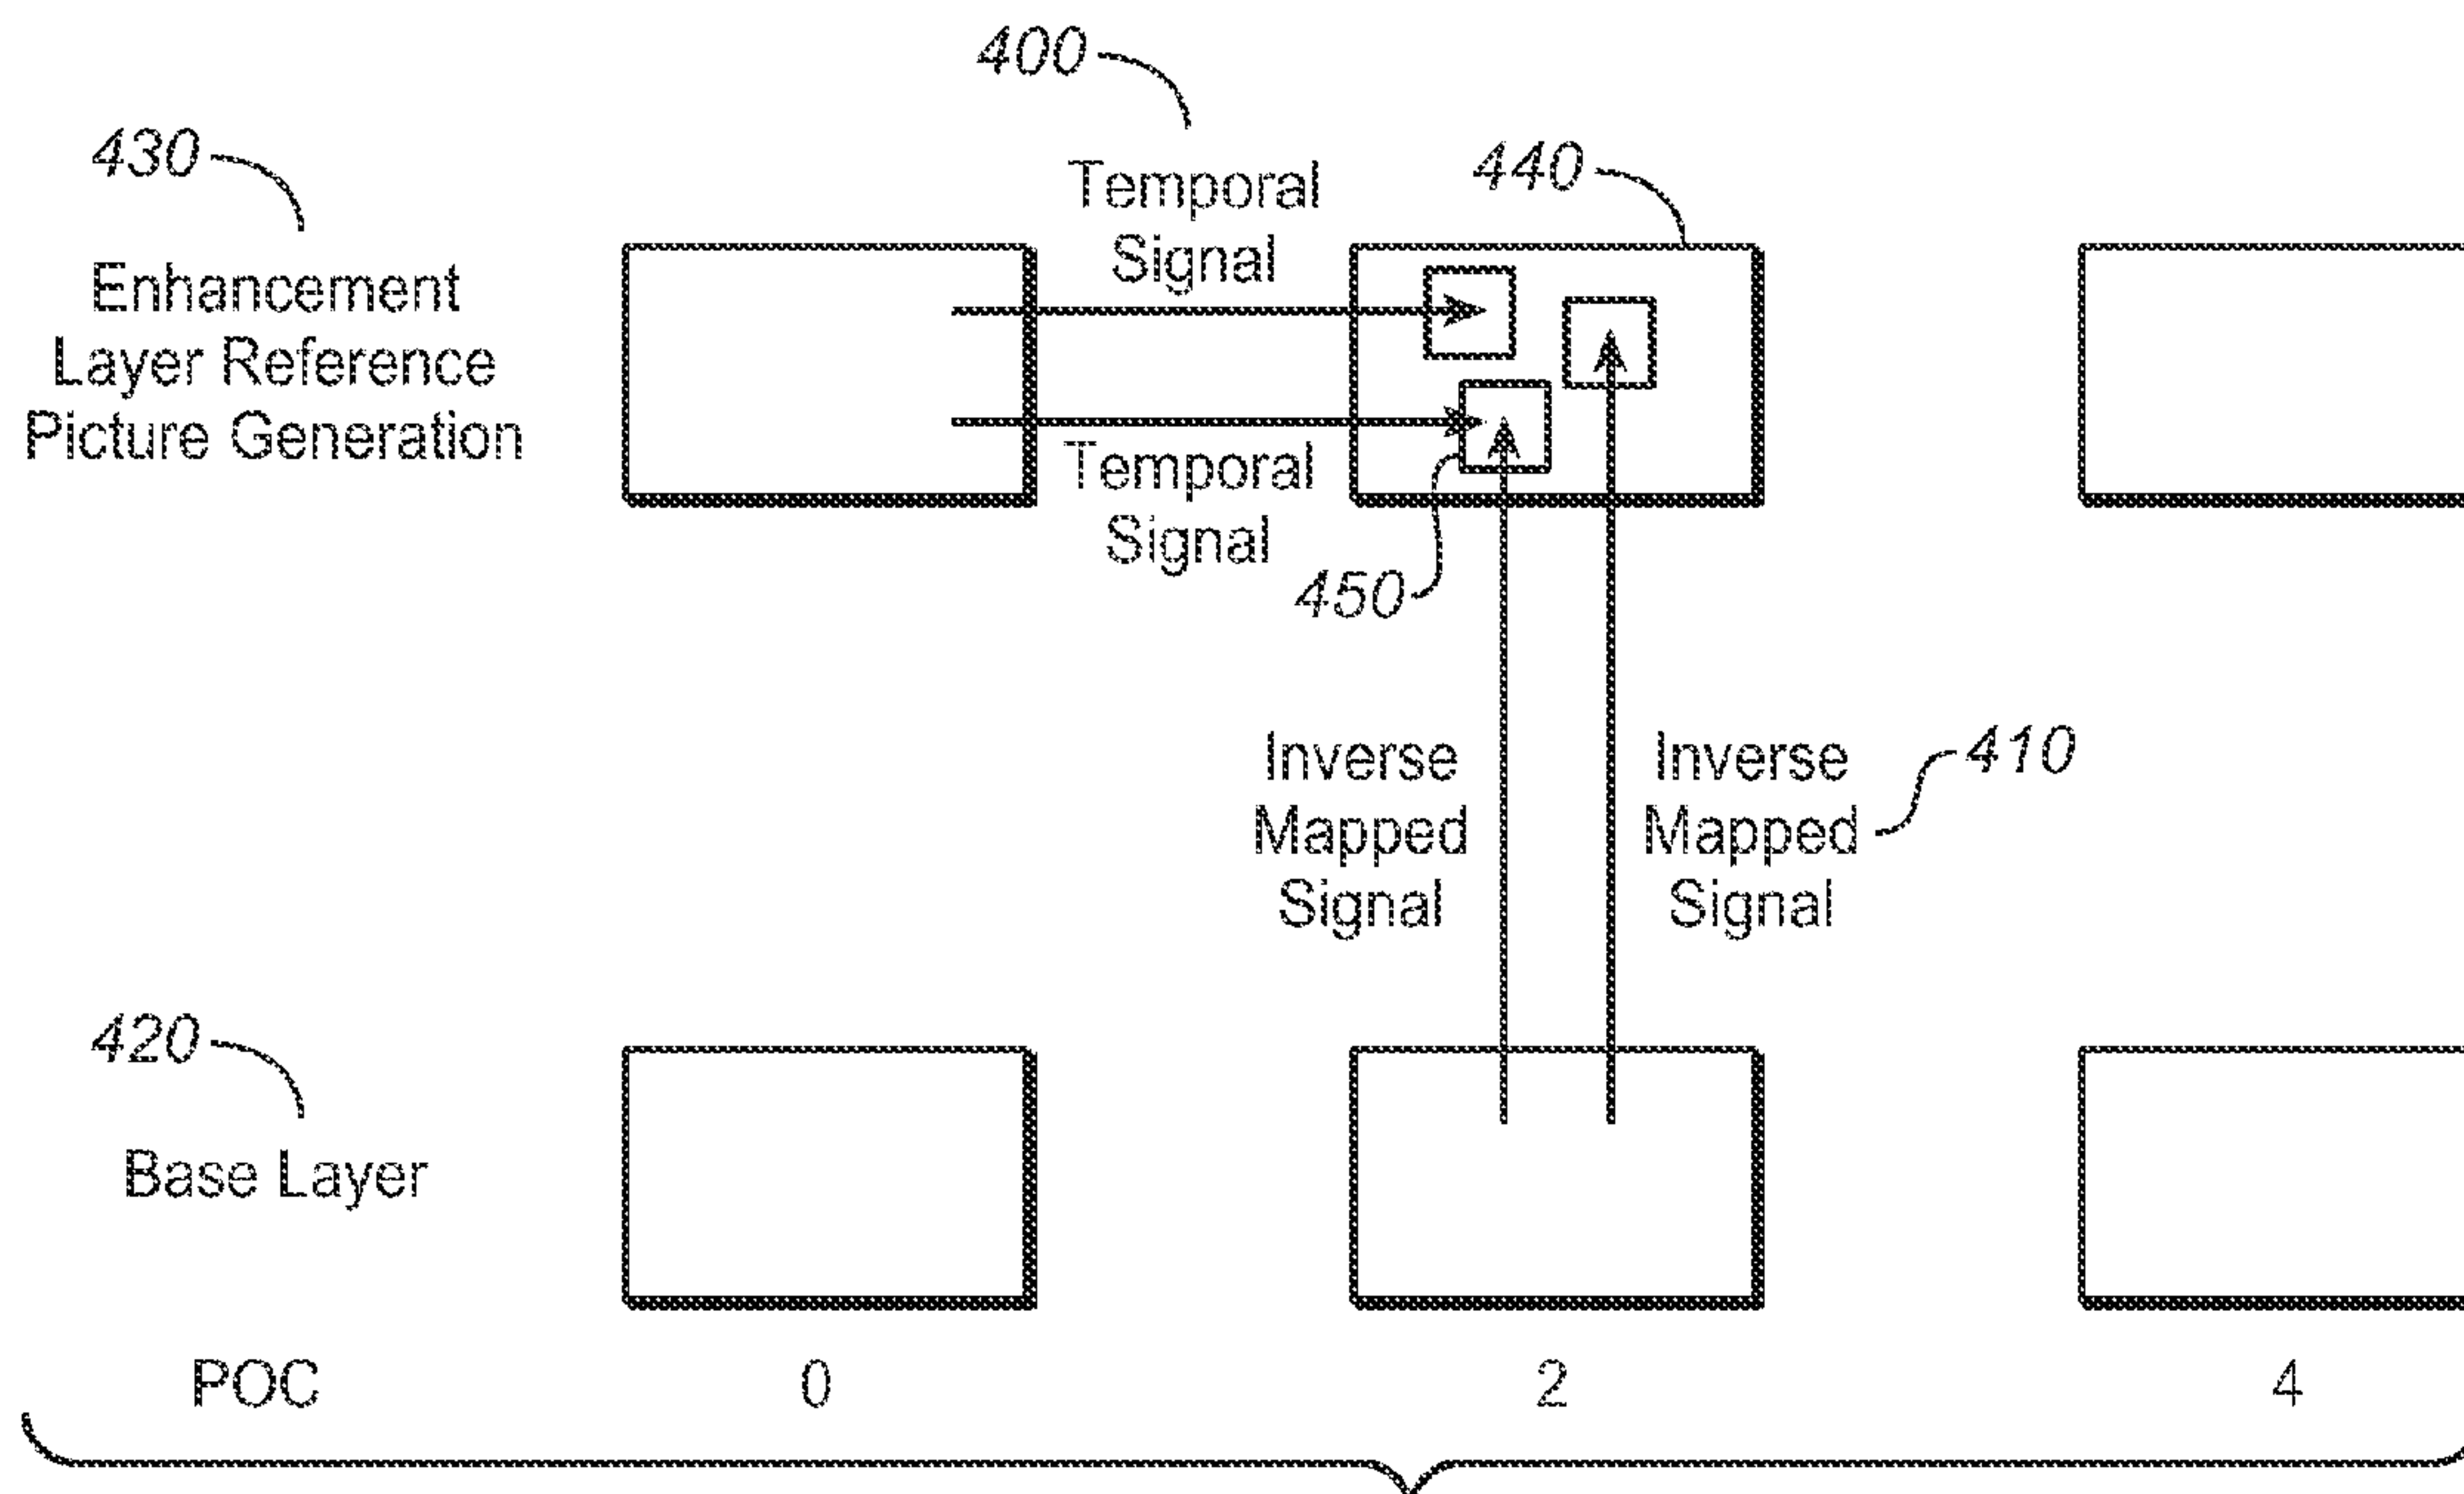 400
430
Enhancement
Layer Reference
Picture Generation
Temporal
Signal
440
Temporal
Signal
450
Inverse
Mapped
Signal
Inverse
Mapped
Signal
410
420
Base Layer
POC 0 2 4